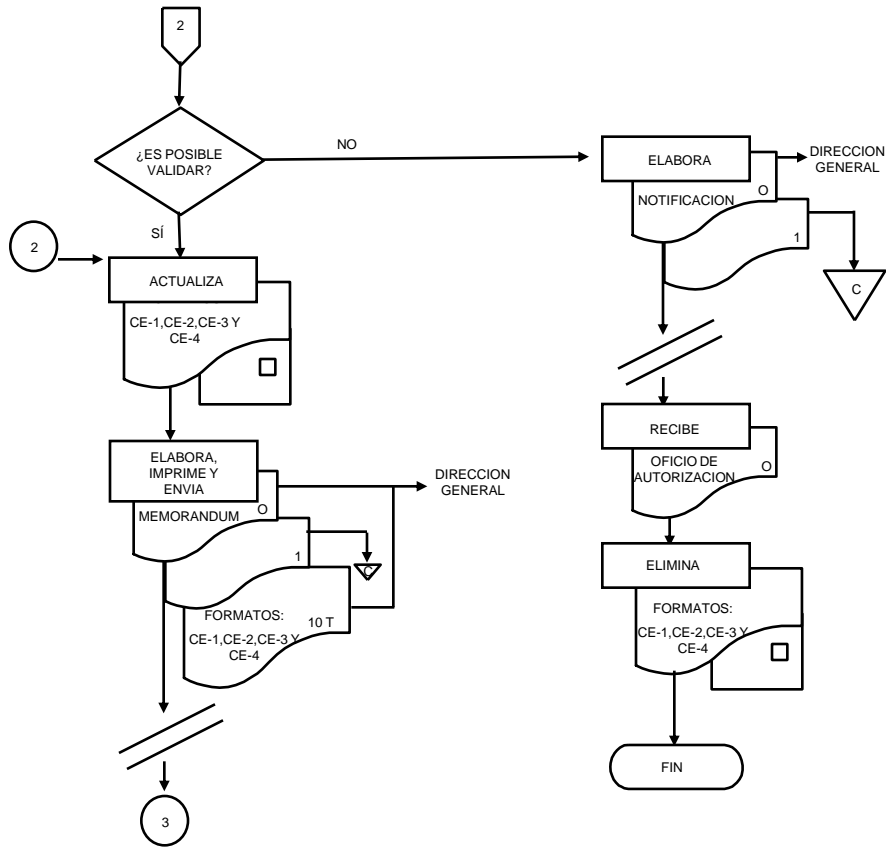 2
¿ES POSIBLE
VALIDAR?
NO
SÍ
2
ACTUALIZA
CE-1,CE-2,CE-3 Y
CE-4
ELABORA,
IMPRIME Y
ENVIA
MEMORANDUM
O
1
C
DIRECCION
GENERAL
FORMATOS:
10 T
CE-1,CE-2,CE-3 Y
CE-4
3
ELABORA
DIRECCION
GENERAL
NOTIFICACION
O
1
C
RECIBE
OFICIO DE
AUTORIZACION
O
ELIMINA
FORMATOS:
CE-1,CE-2,CE-3 Y
CE-4
FIN